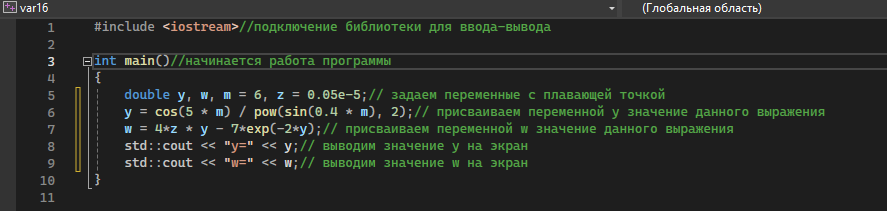 var16 (Глобальная область)
1 #include <iostream>//подключение библиотеки для ввода-вывода
2
3 int main()//начинается работа программы
4 {
5 double y, w, m = 6, z = 0.05e-5;// задаем переменные с плавающей точкой
6 y = cos(5 * m) / pow(sin(0.4 * m), 2);// присваиваем переменной y значение данного выражения
7 w = 4*z * y - 7*exp(-2*y);// присваиваем переменной w значение данного выражения
8 std::cout << "y=" << y;// выводим значение y на экран
9 std::cout << "w=" << w;// выводим значение w на экран
10 }
11